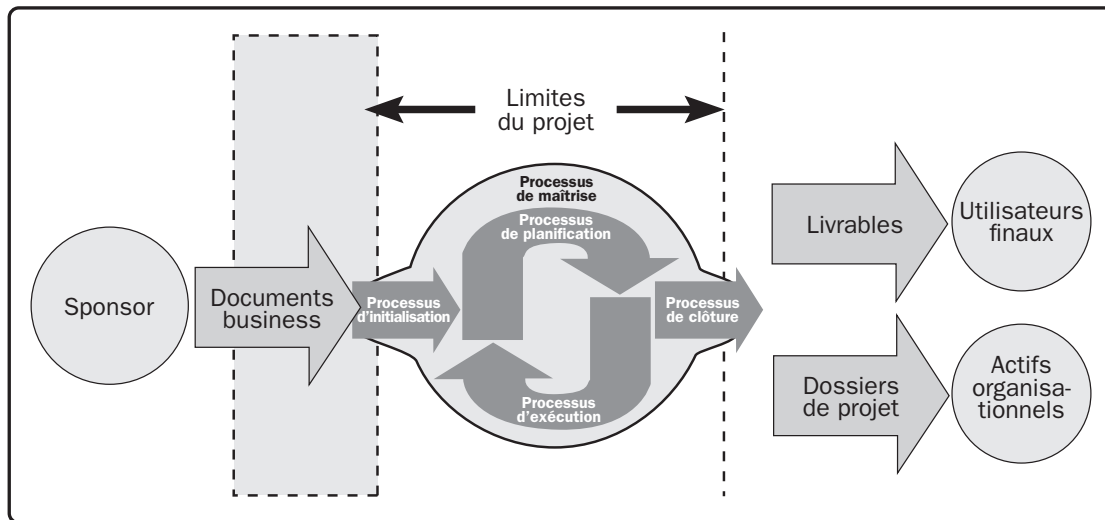 Limites
du projet
Processus
de maîtrise
Processus
de planification
Sponsor
Documents
business
Processus
d'initialisation
Processus
de clôture
Processus
d'exécution
Livrables
Utilisateurs
finaux
Dossiers
de projet
Actifs
organisa-
tionnels